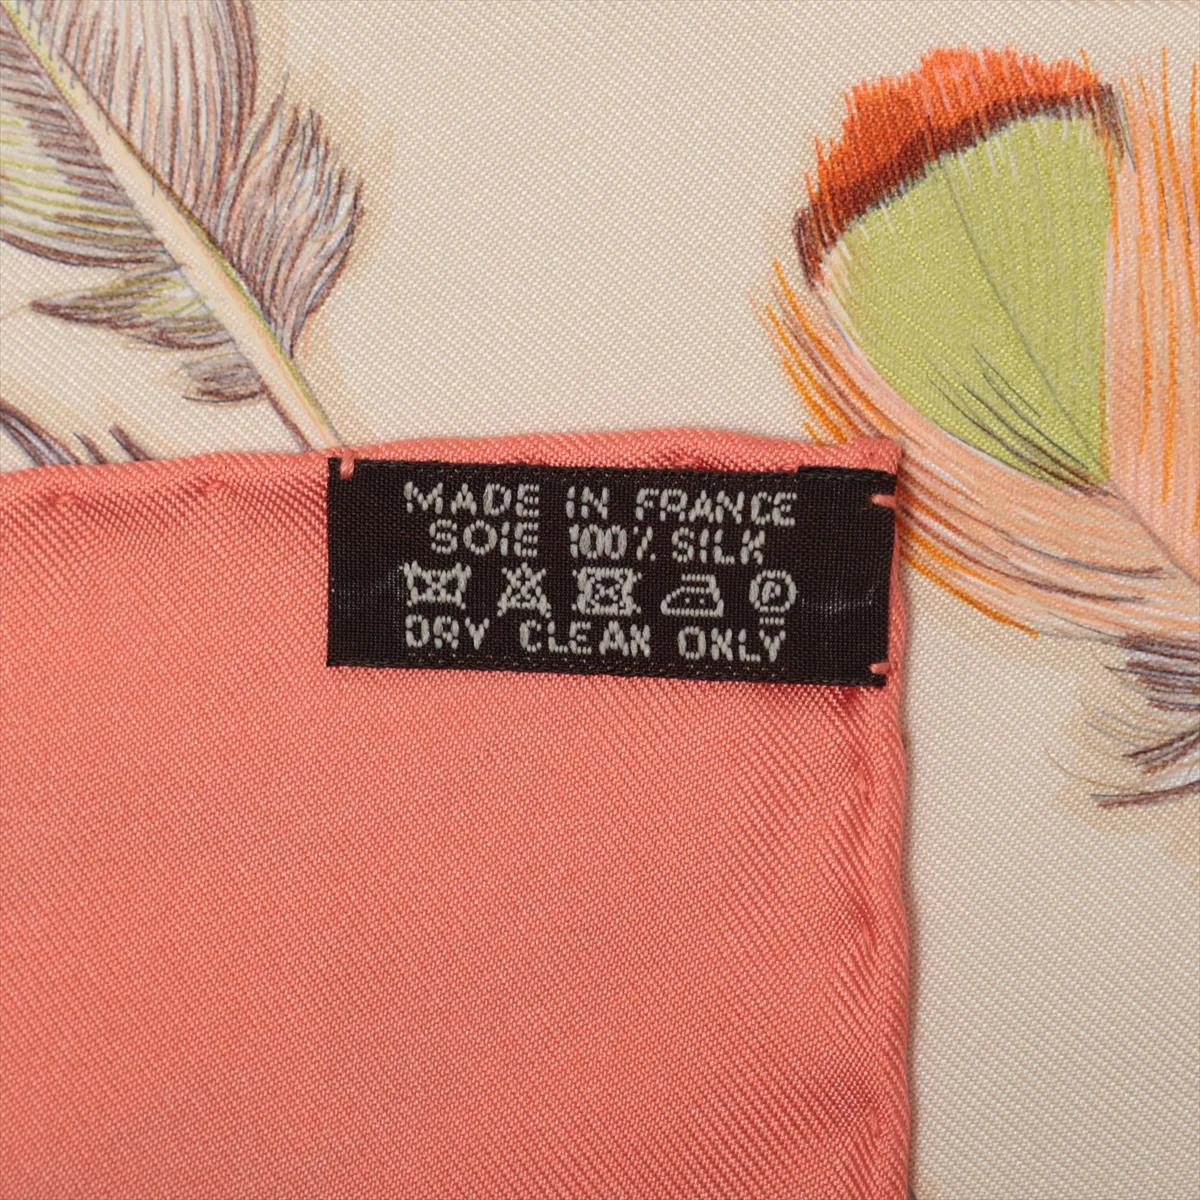 MADE IN FRANCE
SOIE 100% SILK
P
DRY CLEAN ONLY